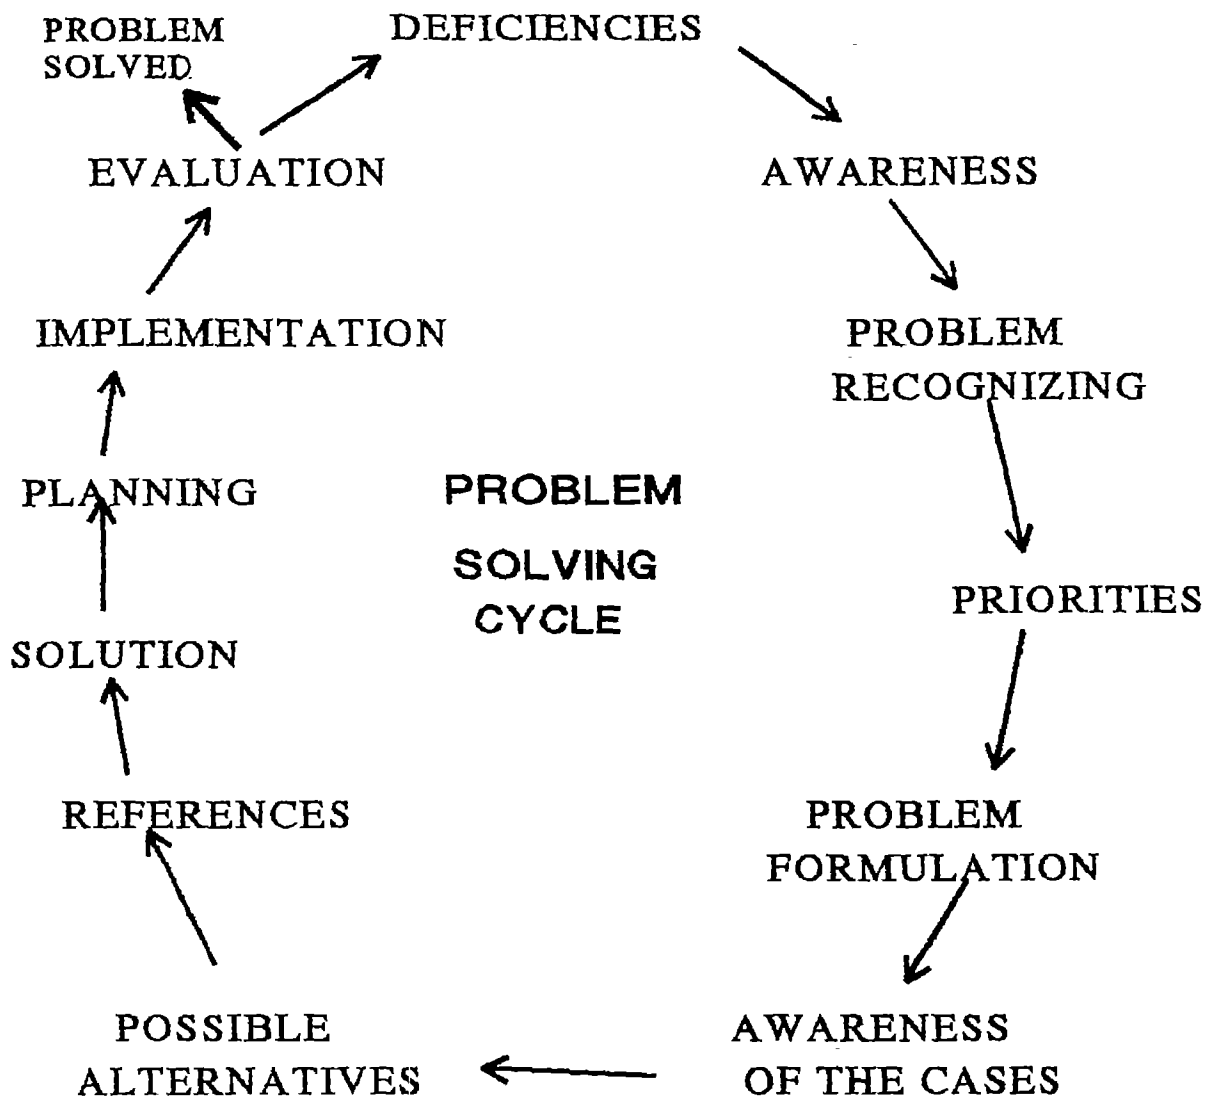 PROBLEM
SOLVED
DEFICIENCIES
EVALUATION
AWARENESS
IMPLEMENTATION
PROBLEM
RECOGNIZING
PLANNING
PROBLEM
SOLVING
CYCLE
PRIORITIES
SOLUTION
REFERENCES
PROBLEM
FORMULATION
POSSIBLE
ALTERNATIVES
AWARENESS
OF THE CASES